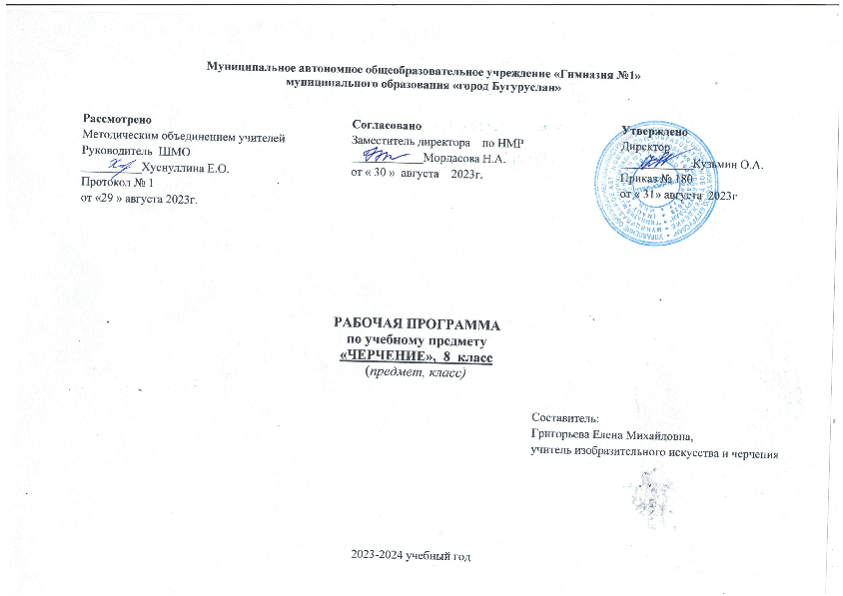 Муниципальное автономное общеобразовательное учреждение «Гимназия №1»
муниципального образования «город Бугуруслан»
Рассмотрено
Методическим объединением учителей
Руководитель ШМО
__________Хуснуллина Е.О.
Протокол № 1
от «29 » августа 2023г.
Согласовано
Заместитель директора по НМР
____________Мордасова Н.А.
от « 30 » августа 2023г.
Утверждено
Директор
____________Кузьмин О.А.
Приказ № 180
от « 31» августа 2023г
РАБОЧАЯ ПРОГРАММА
по учебному предмету
«ЧЕРЧЕНИЕ», 8 класс
(предмет, класс)
Составитель:
Григорьева Елена Михайловна,
учитель изобразительного искусства и черчения
2023-2024 учебный год